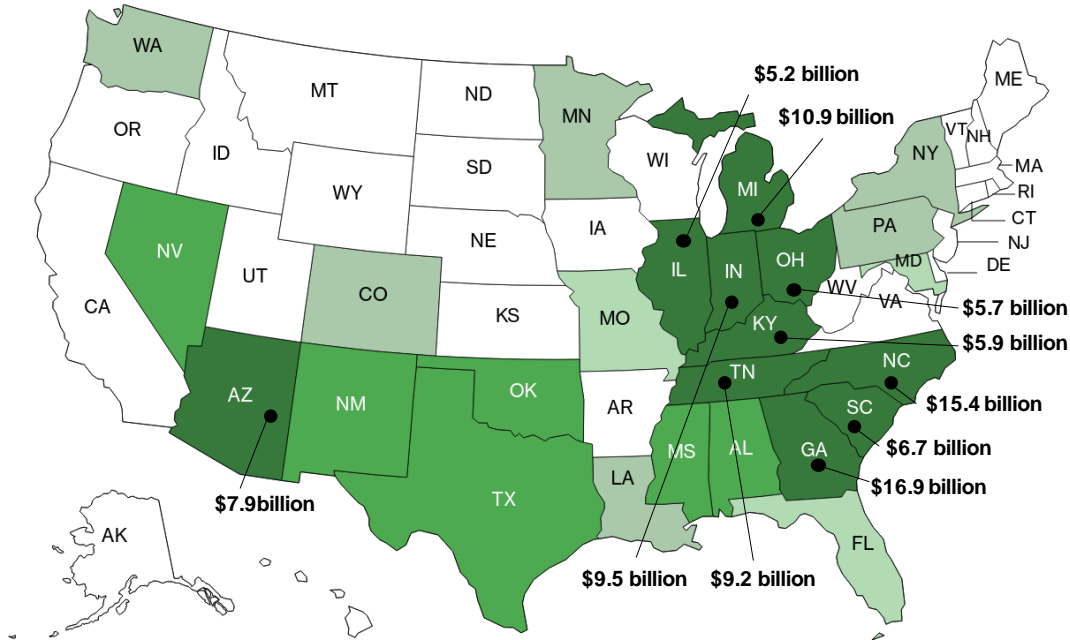 WA
MT
ND
MN
$5.2 billion
$10.9 billion
ME
OR
ID
SD
WI
VT
NH
NY
MA
WY
MI
RI
NV
NE
IA
PA
CT
NJ
UT
CO
IL
IN
OH
MD
DE
CA
KS
MO
WV
VA
$5.7 billion
KY
$5.9 billion
AZ
NM
OK
AR
TN
NC
$15.4 billion
SC
$6.7 billion
MS
AL
GA
$16.9 billion
$7.9billion
TX
LA
AK
FL
$9.5 billion
$9.2 billion